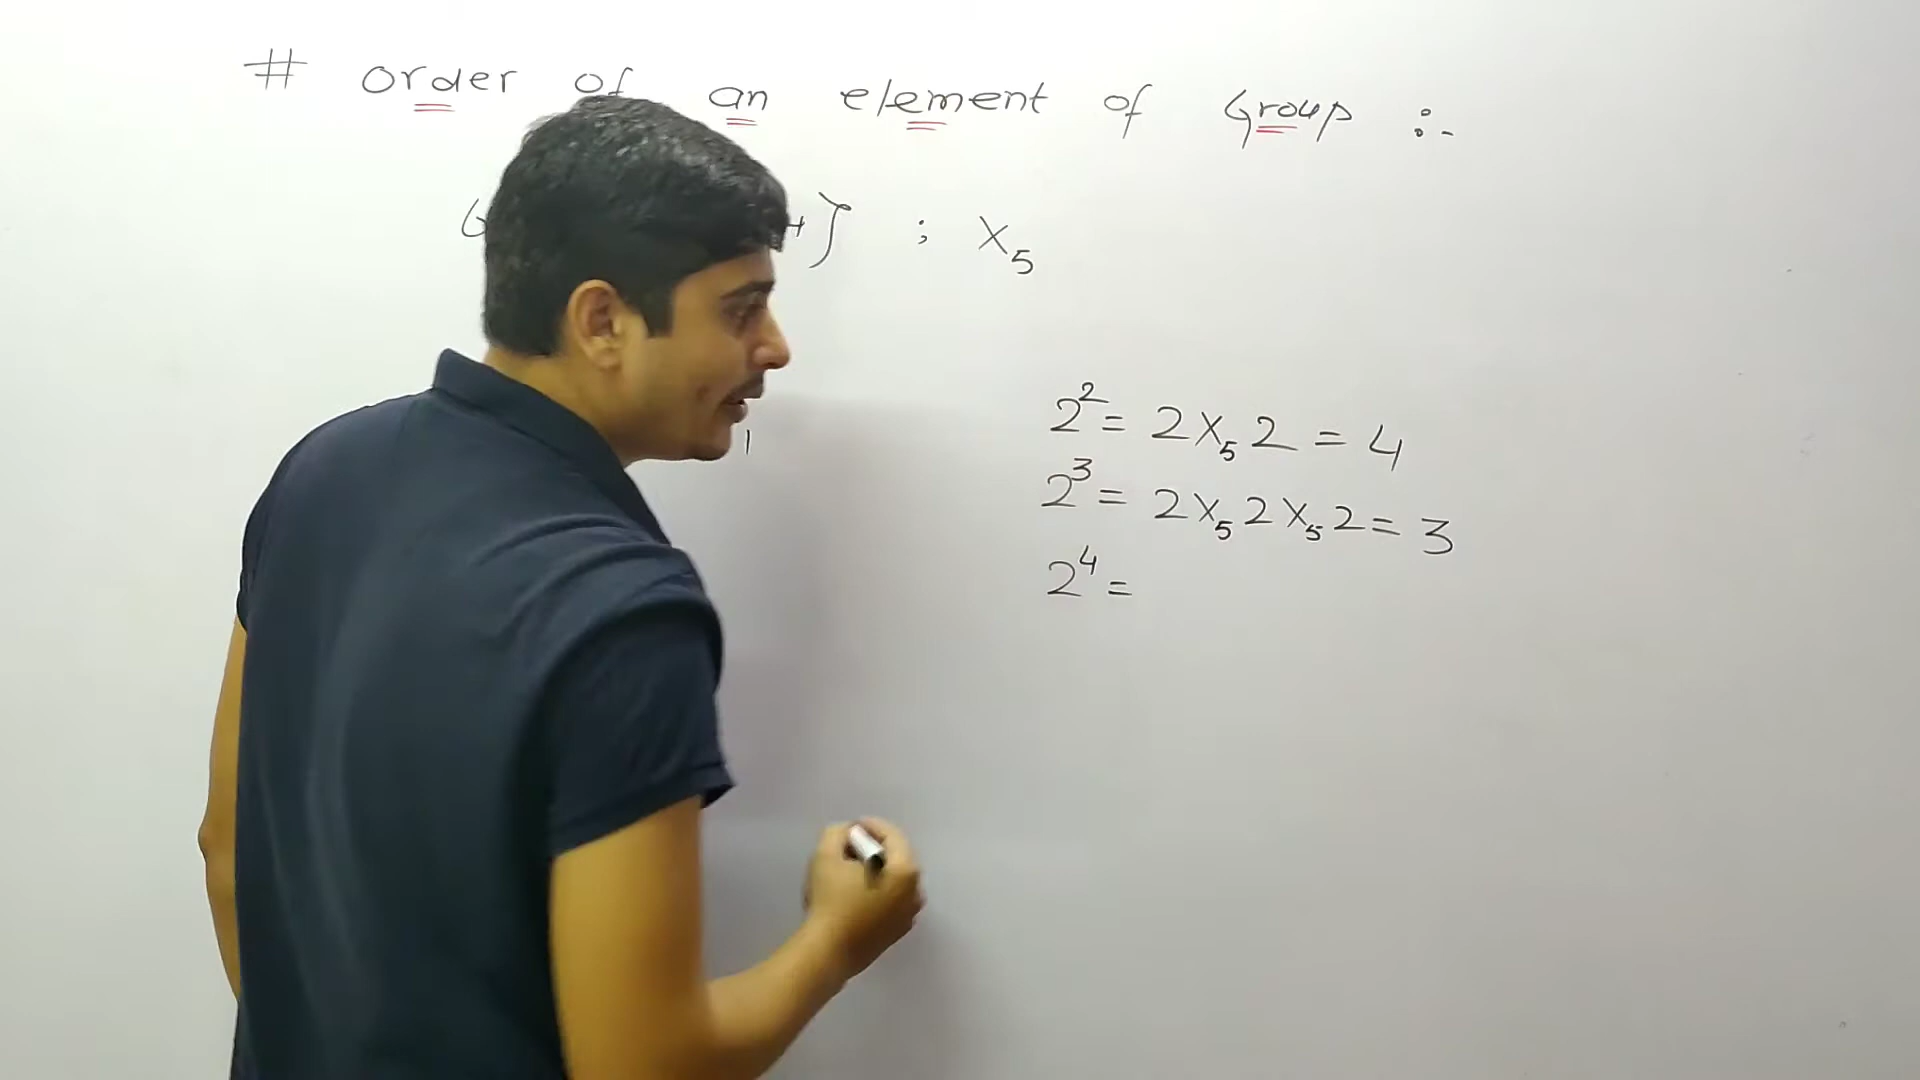 # order of an element of Group :-
} ; X₅
1
2² = 2 X₅ 2 = 4
2³ = 2 X₅ 2 X₅ 2 = 3
2⁴ =